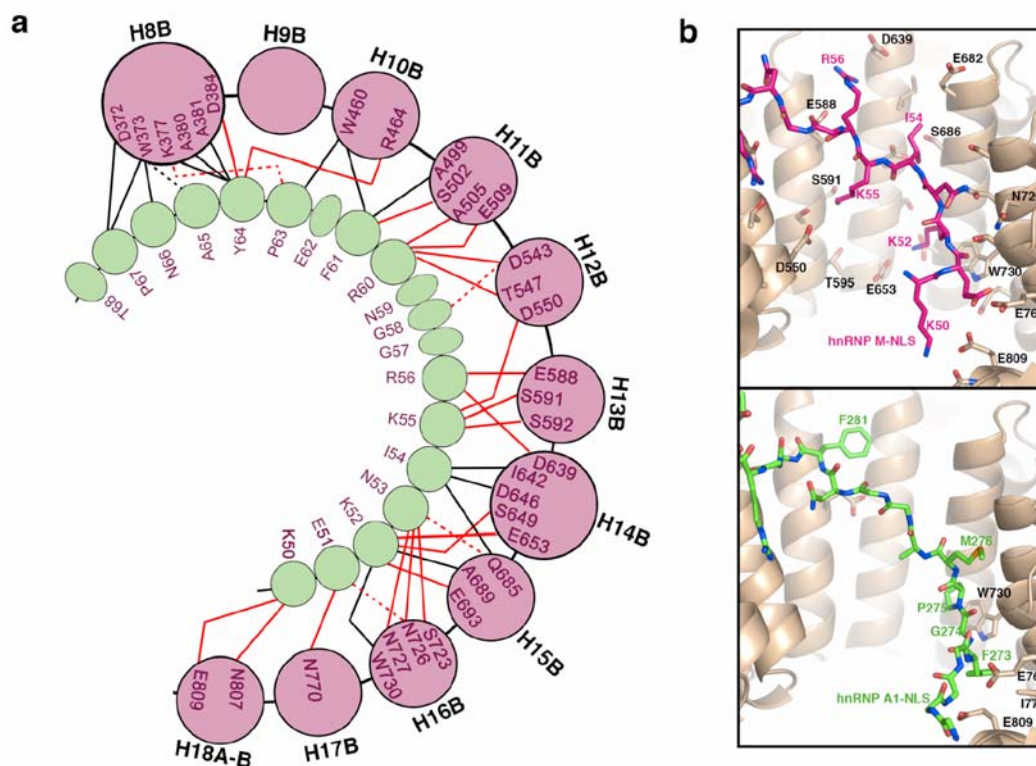 a
H8B
D372
W373
K377
A380
A381
D384
H9B
H10B
W460
R464
H11B
A499
S502
A505
E509
H12B
D543
T547
D550
H13B
E588
S591
S592
H14B
D639
I642
D646
S649
E653
H15B
Q685
A689
E693
H16B
S723
N726
N727
W730
H17B
N770
H18A-B
N807
E809
T68
P67
N66
A65
Y64
P63
E62
F61
R60
N59
G58
G57
R56
K55
I54
N53
K52
E51
K50
b
D639
R56
E682
E588
I54
S686
S591
K55
N72
K52
D550
T595
E653
W730
E76
K50
hnRNP M-NLS
E809
F281
M276
W730
P275
G274
F273
E76
I77
hnRNP A1-NLS
E809